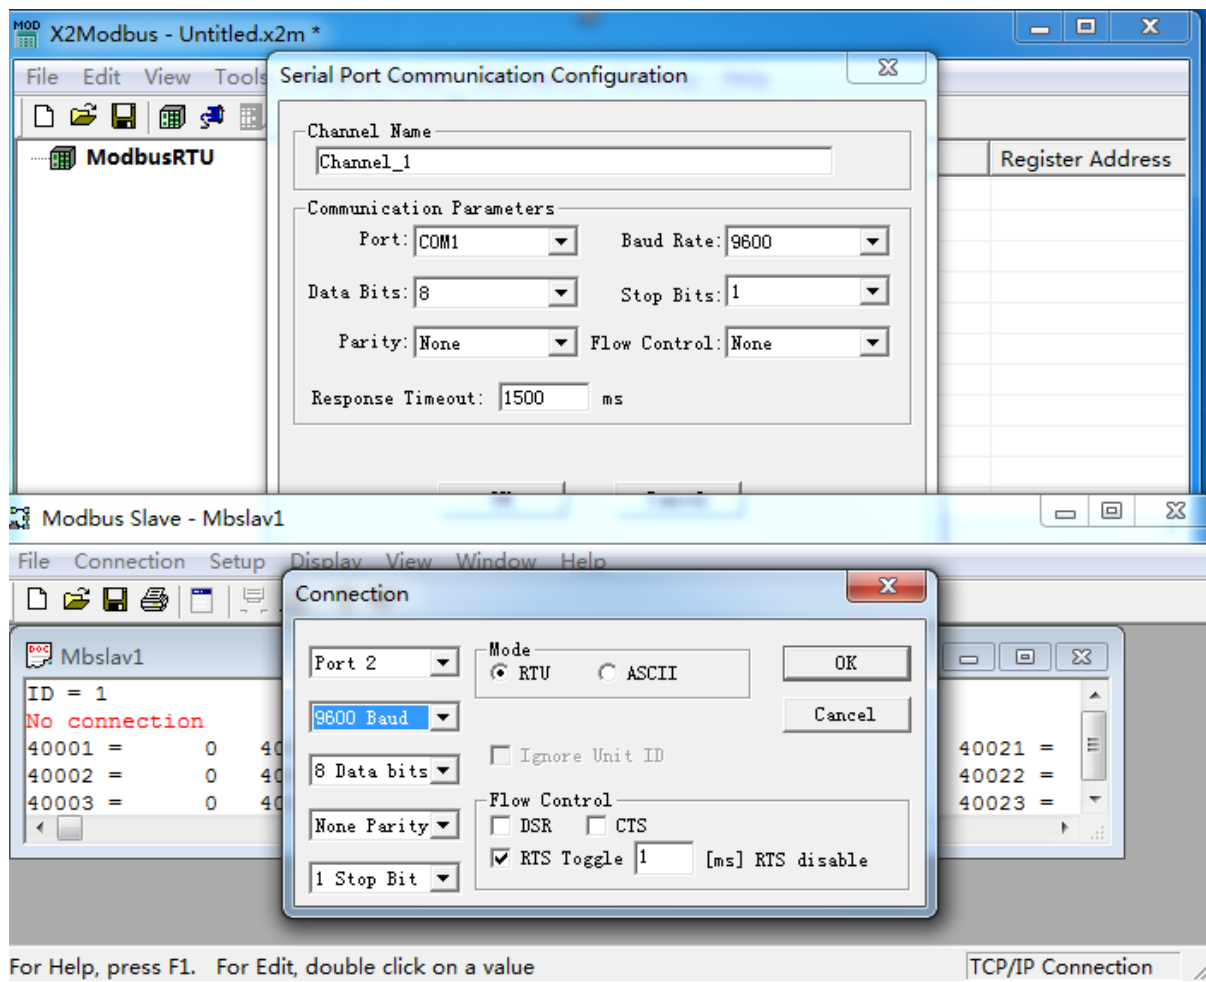 MOD
X2Modbus - Untitled.x2m *
File Edit View Tools
Serial Port Communication Configuration
Channel Name
Channel_1
ModbusRTU
Register Address
Communication Parameters
Port: COM1 Baud Rate: 9600
Data Bits: 8 Stop Bits: 1
Parity: None Flow Control: None
Response Timeout: 1500 ms
Modbus Slave - Mbslav1
File Connection Setup Display View Window Help
Connection
Mbslav1
Port 2
Mode
RTU ASCII
OK
ID = 1
No connection
9600 Baud
Cancel
40001 = 0 40
Ignore Unit ID
40021 =
40002 = 0 40
8 Data bits
40022 =
40003 = 0 40
Flow Control
40023 =
None Parity
DSR CTS
RTS Toggle 1 [ms] RTS disable
1 Stop Bit
For Help, press F1. For Edit, double click on a value
TCP/IP Connection